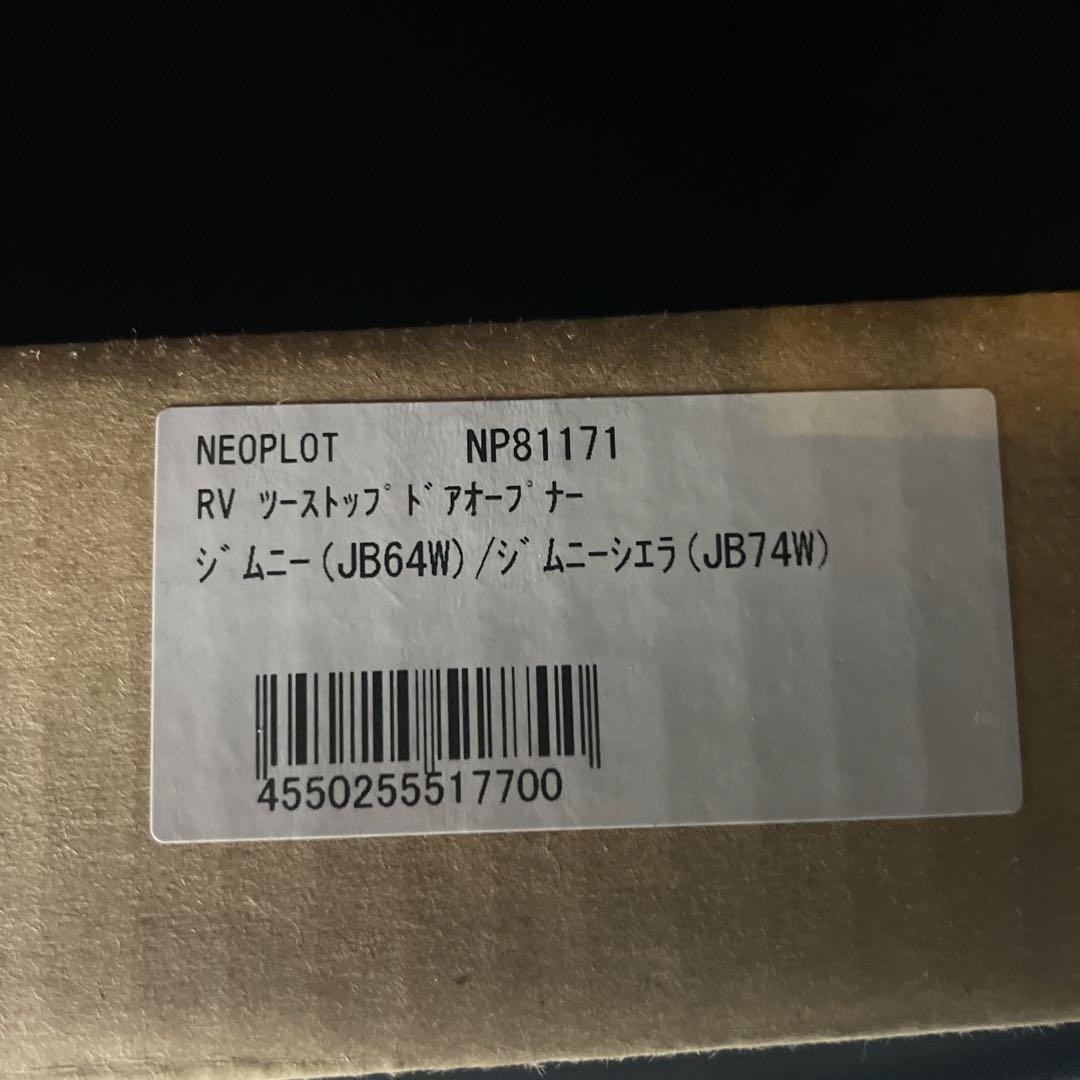 NEOPLOT NP81171
RV ﾂｰｽﾄｯﾌﾟﾄﾞｱｵｰﾌﾟﾅｰ
ｼﾞﾑﾆｰ(JB64W)/ｼﾞﾑﾆｰｼｴﾗ(JB74W)
4550255517700